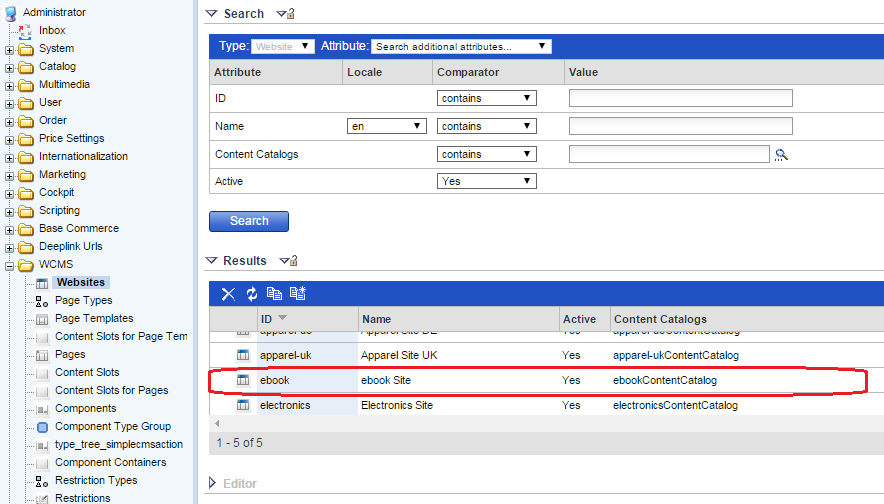 Administrator
Inbox
System
Catalog
Multimedia
User
Order
Price Settings
Internationalization
Marketing
Cockpit
Scripting
Base Commerce
Deeplink Urls
WCMS
Websites
Page Types
Page Templates
Content Slots for Page Tem
Pages
Content Slots
Content Slots for Pages
Components
Component Type Group
type_tree_simplecmsaction
Component Containers
Restriction Types
Restrictions
Search
Type: Website Attribute: Search additional attributes...
Attribute Locale Comparator Value
ID contains
Name en contains
Content Catalogs contains
Active Yes
Search
Results
ID Name Active Content Catalogs
apparel-de Apparel Site DE Yes apparel-deContentCatalog
apparel-uk Apparel Site UK Yes apparel-ukContentCatalog
ebook ebook Site Yes ebookContentCatalog
electronics Electronics Site Yes electronicsContentCatalog
1 - 5 of 5
Editor